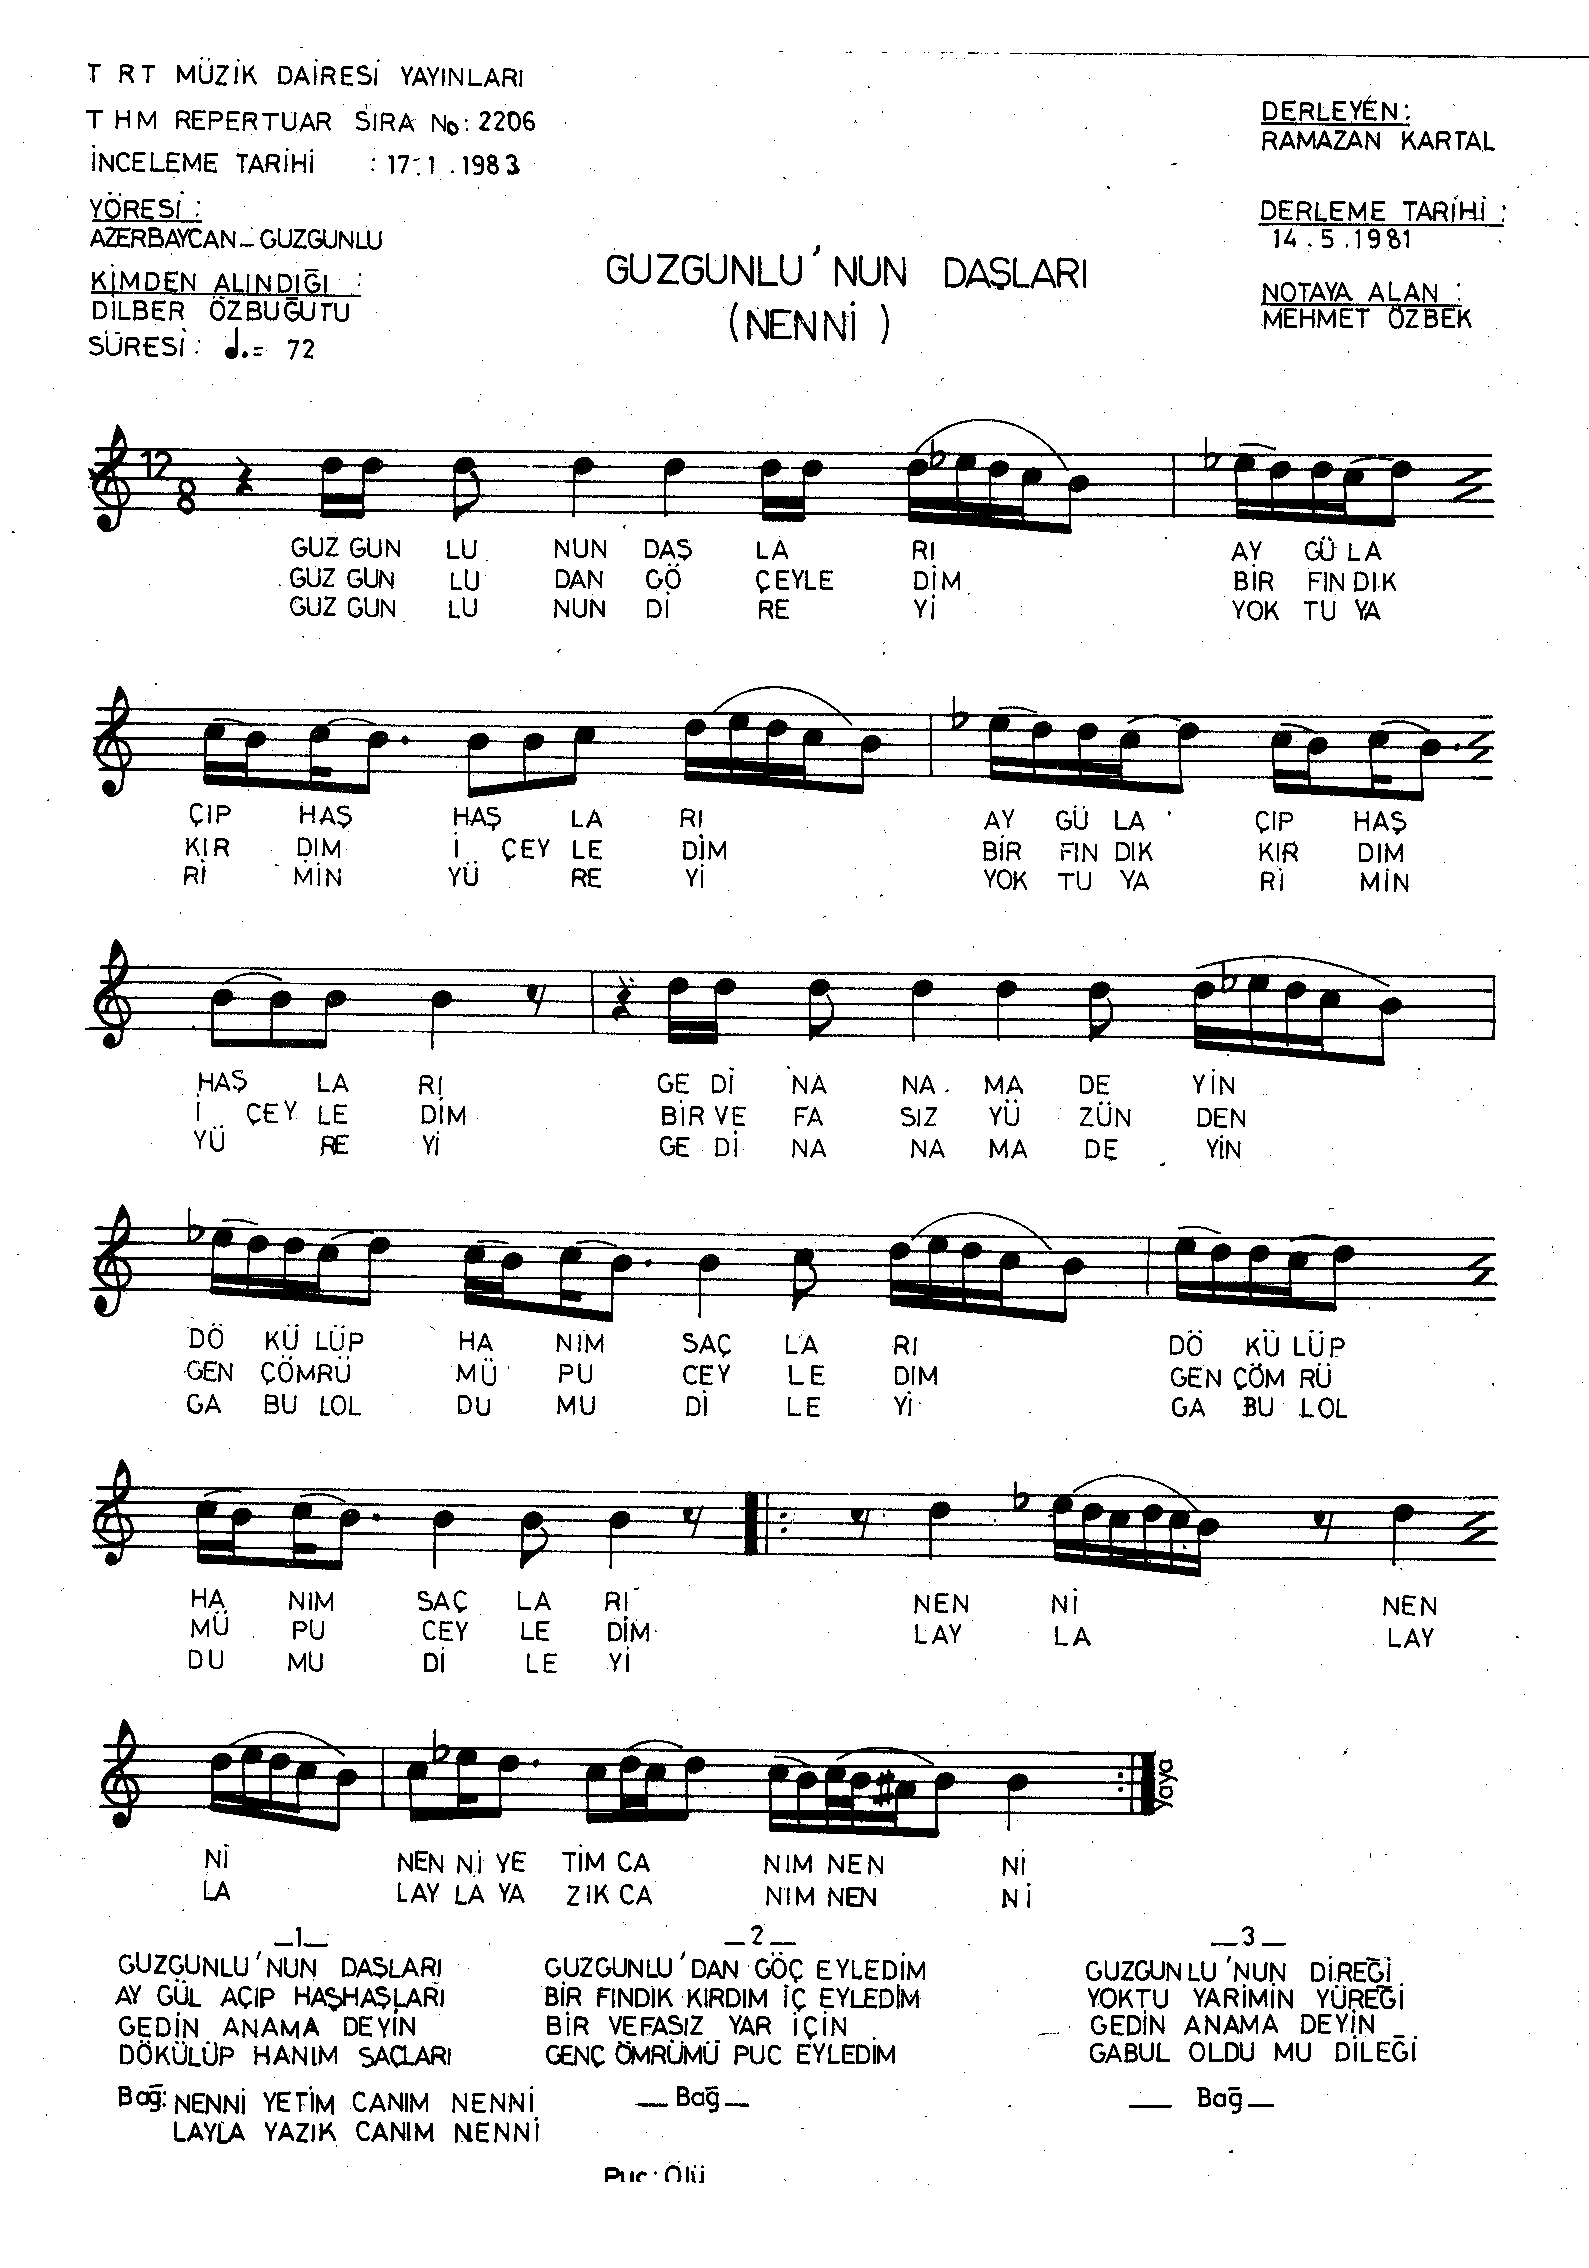 T R T MÜZİK DAİRESİ YAYINLARI
T H M REPERTUAR SIRA No: 2206
İNCELEME TARİHİ : 17.1.1983
YÖRESİ :
AZERBAYCAN_ GUZGUNLU
KİMDEN ALINDIĞI :
DİLBER ÖZBUĞUTU
SÜRESİ : = 72
GUZGUNLU'NUN DAŞLARI
(NENNİ)
DERLEYEN:
RAMAZAN KARTAL
DERLEME TARİHİ :
14.5.1981
NOTAYA ALAN :
MEHMET ÖZBEK
12
8
GUZ GUN LU NUN DAŞ LA RI AY GÜ LA
GUZ GUN LU DAN GÖ ÇEYLE DİM BİR FIN DIK
GUZ GUN LU NUN Dİ RE Yİ YOK TU YA
ÇIP HAŞ HAŞ LA RI AY GÜ LA ÇIP HAŞ
KIR DIM İ ÇEY LE DİM BİR FIN DIK KIR DIM
Rİ MİN YÜ RE Yİ YOK TU YA Rİ MİN
HAŞ LA RI GE Dİ NA NA MA DE YİN
İ ÇEY LE DİM BİR VE FA SIZ YÜ ZÜN DEN
YÜ RE Yİ GE Dİ NA NA MA DE YİN
DÖ KÜ LÜP HA NIM SAÇ LA RI DÖ KÜ LÜP
GEN ÇÖMRÜ MÜ PU CEY LE DIM GEN ÇÖM RÜ
GA BU LOL DU MU Dİ LE Yİ GA BU LOL
HA NIM SAÇ LA RI NEN Nİ NEN
MÜ PU CEY LE DİM LAY LA LAY
DU MU Dİ LE Yİ
Yaya
Nİ NEN Nİ YE TİM CA NIM NEN Nİ
LA LAY LA YA ZIK CA NIM NEN Nİ
_1_
GUZGUNLU'NUN DAŞLARI
AY GÜL AÇIP HAŞHAŞLARI
GEDİN ANAMA DEYİN
DÖKÜLÜP HANIM SAÇLARI
Bağ: NENNİ YETİM CANIM NENNİ
LAYLA YAZIK CANIM NENNİ
_2_
GUZGUNLU'DAN GÖÇ EYLEDİM
BİR FINDIK KIRDIM İÇ EYLEDİM
BİR VEFASIZ YAR İÇİN
GENÇ ÖMRÜMÜ PUC EYLEDİM
_ Bağ _
_3_
GUZGUNLU'NUN DİREĞİ
YOKTU YARİMİN YÜREĞİ
GEDİN ANAMA DEYİN
GABUL OLDU MU DİLEĞİ
_ Bağ _
Puc : Ölü